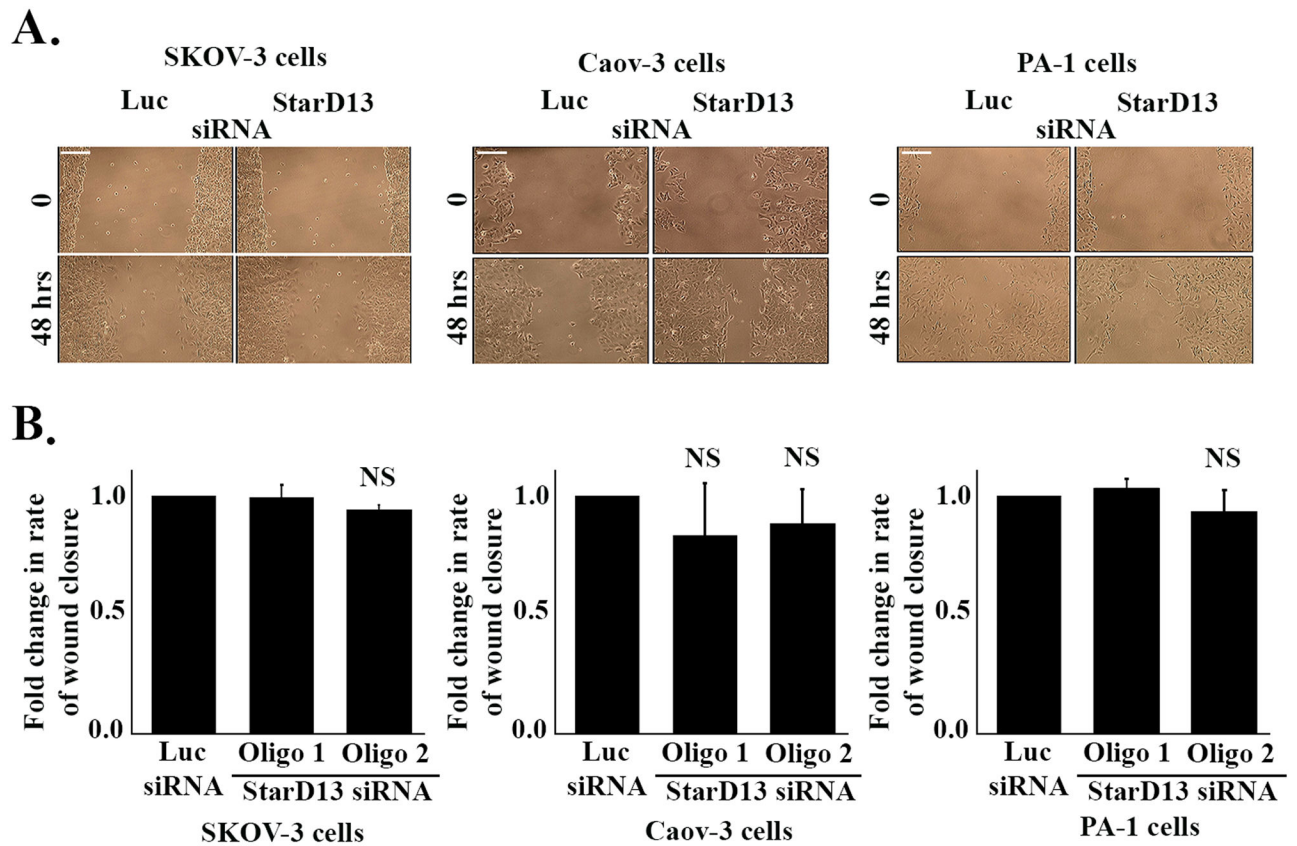 A.
SKOV-3 cells
Luc StarD13
siRNA
0
48 hrs
Caov-3 cells
Luc StarD13
siRNA
0
48 hrs
PA-1 cells
Luc StarD13
siRNA
0
48 hrs
B.
Fold change in rate
of wound closure
1.0
0.5
0.0
NS
Luc Oligo 1 Oligo 2
siRNA StarD13 siRNA
SKOV-3 cells
Fold change in rate
of wound closure
1.0
0.5
0.0
NS NS
Luc Oligo 1 Oligo 2
siRNA StarD13 siRNA
Caov-3 cells
Fold change in rate
of wound closure
1.0
0.5
0.0
NS
Luc Oligo 1 Oligo 2
siRNA StarD13 siRNA
PA-1 cells